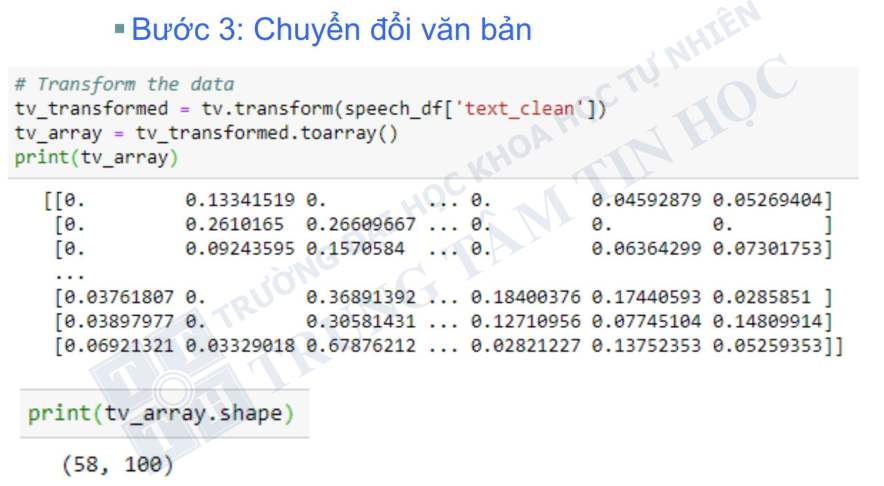 ▪ Bước 3: Chuyển đổi văn bản
# Transform the data
tv_transformed = tv.transform(speech_df['text_clean'])
tv_array = tv_transformed.toarray()
print(tv_array)
[[0. 0.13341519 0. ... 0. 0.04592879 0.05269404]
[0. 0.2610165 0.26609667 ... 0. 0. 0. ]
[0. 0.09243595 0.1570584 ... 0. 0.06364299 0.07301753]
...
[0.03761807 0. 0.36891392 ... 0.18400376 0.17440593 0.0285851 ]
[0.03897977 0. 0.30581431 ... 0.12710956 0.07745104 0.14809914]
[0.06921321 0.03329018 0.67876212 ... 0.02821227 0.13752353 0.05259353]]
print(tv_array.shape)
(58, 100)
TRƯỜNG ĐẠI HỌC KHOA HỌC TỰ NHIÊN
TRUNG TÂM TIN HỌC